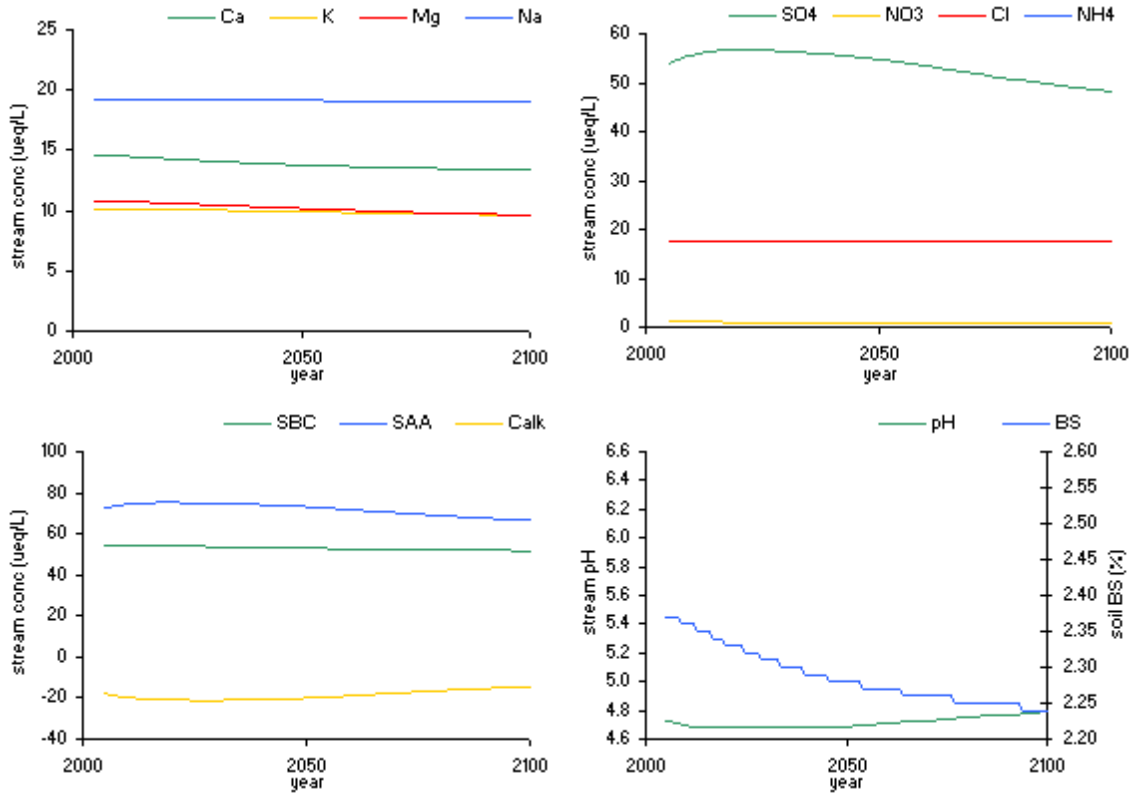 Ca K Mg Na
25
20
15
10
5
0
stream conc (ueq/L)
2000 2050 2100
year
SO4 NO3 Cl NH4
60
50
40
30
20
10
0
stream conc (ueq/L)
2000 2050 2100
year
SBC SAA Calk
100
80
60
40
20
0
-20
-40
stream conc (ueq/L)
2000 2050 2100
year
pH BS
6.6
6.4
6.2
6.0
5.8
5.6
5.4
5.2
5.0
4.8
4.6
stream pH
2.60
2.55
2.50
2.45
2.40
2.35
2.30
2.25
2.20
soil BS (%)
2000 2050 2100
year